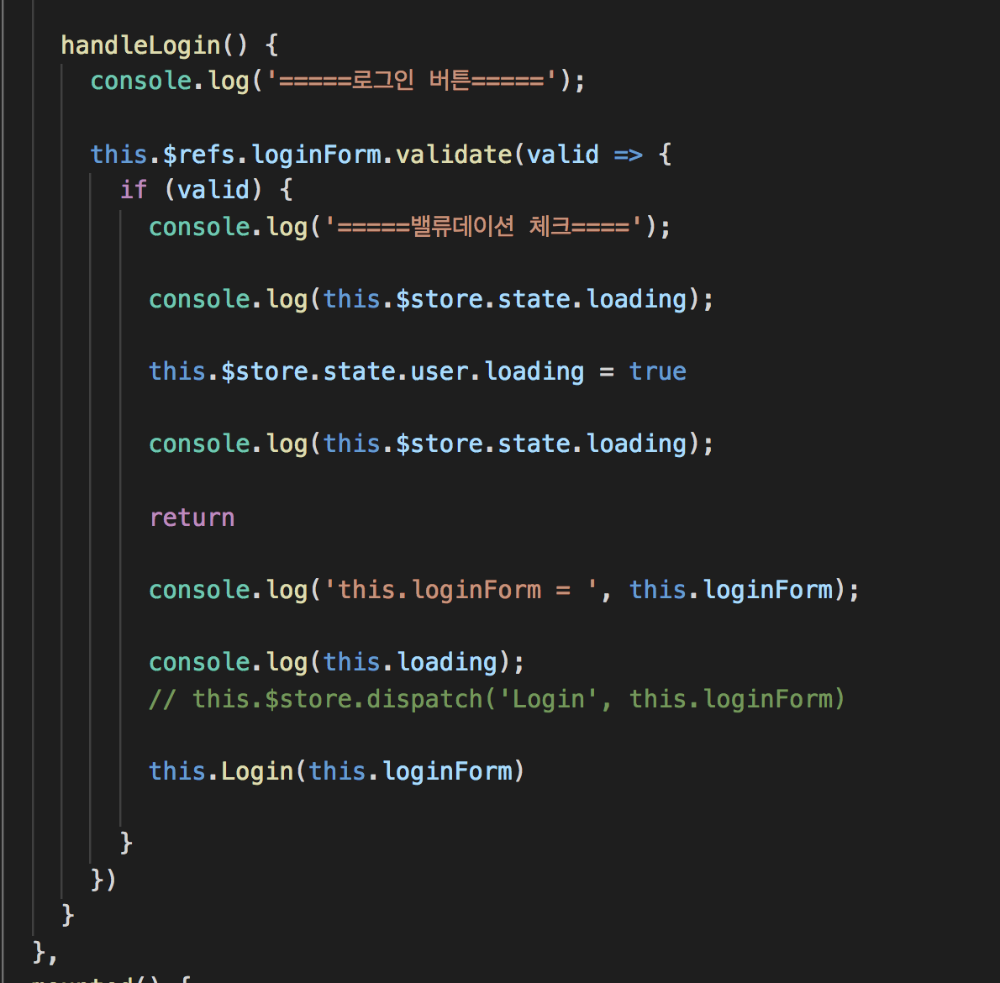 handleLogin() {
console.log('=====로그인 버튼=====');
this.$refs.loginForm.validate(valid => {
if (valid) {
console.log('=====밸류데이션 체크====');
console.log(this.$store.state.loading);
this.$store.state.user.loading = true
console.log(this.$store.state.loading);
return
console.log('this.loginForm = ', this.loginForm);
console.log(this.loading);
// this.$store.dispatch('Login', this.loginForm)
this.Login(this.loginForm)
}
})
}
},
mounted() {